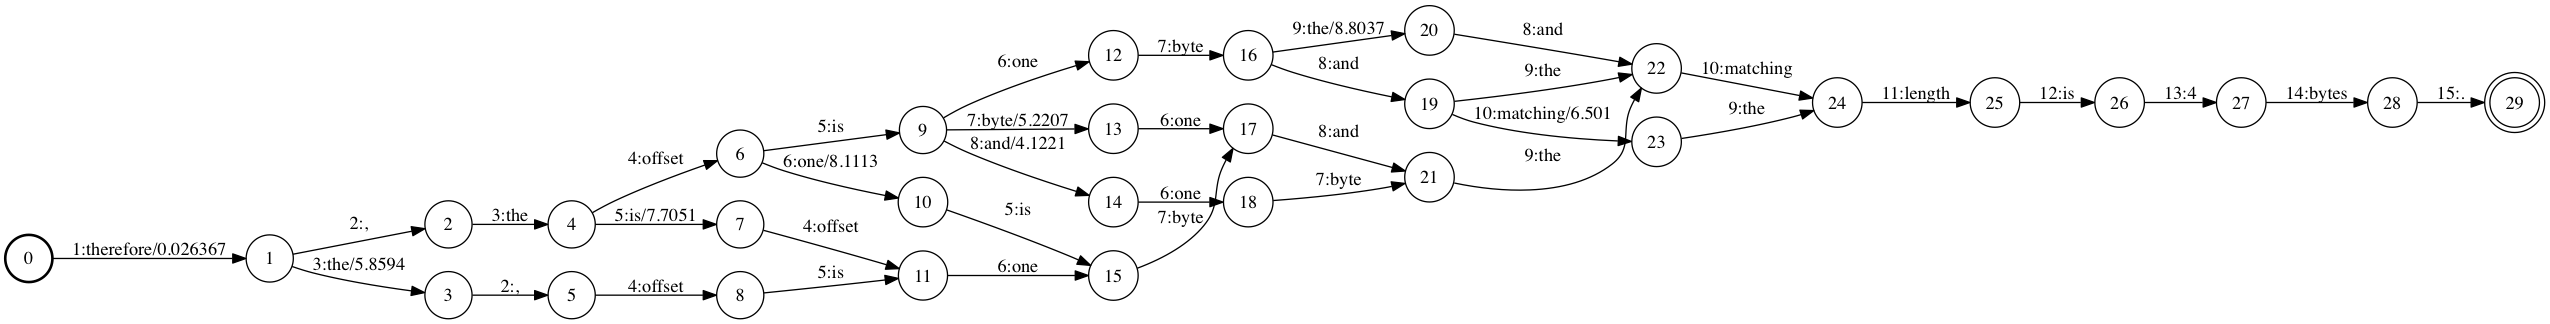 0
1:therefore/0.026367
1
2:,
3:the/5.8594
2
3
3:the
2:,
4
5
4:offset
5:is/7.7051
4:offset
6
7
8
5:is
6:one/8.1113
4:offset
5:is
9
10
11
6:one
7:byte/5.2207
8:and/4.1221
5:is
6:one
12
13
14
15
7:byte
6:one
6:one
7:byte
16
17
18
9:the/8.8037
8:and
8:and
7:byte
20
19
21
8:and
9:the
10:matching/6.501
9:the
22
23
10:matching
9:the
24
11:length
25
12:is
26
13:4
27
14:bytes
28
15:.
29